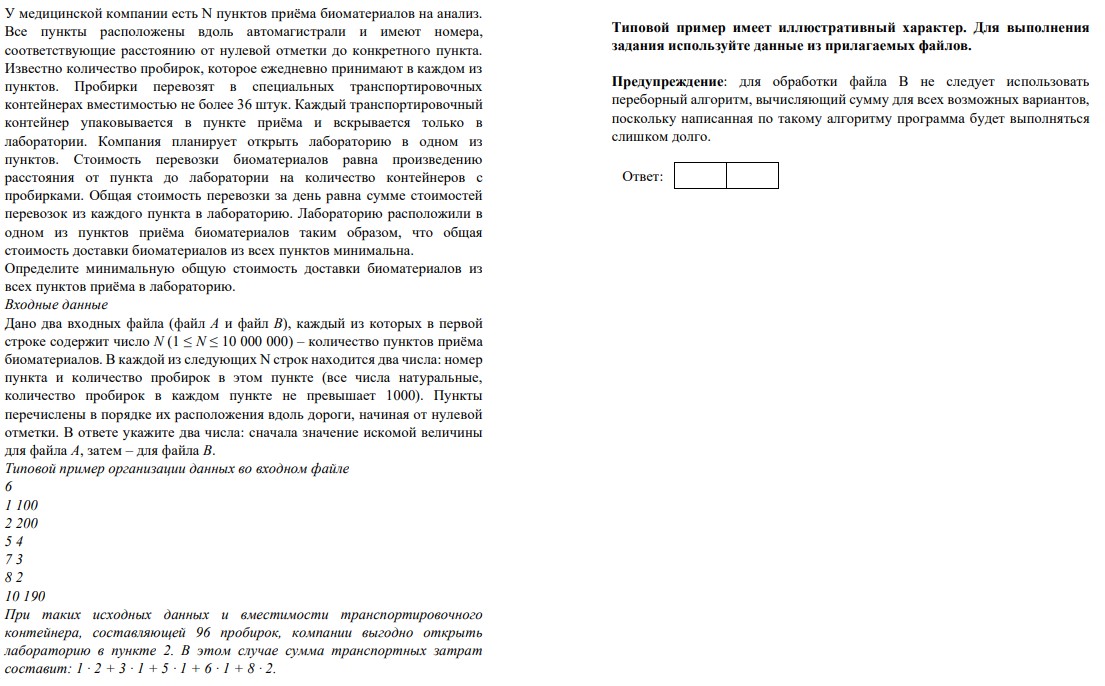 У медицинской компании есть N пунктов приёма биоматериалов на анализ.
Все пункты расположены вдоль автомагистрали и имеют номера,
соответствующие расстоянию от нулевой отметки до конкретного пункта.
Известно количество пробирок, которое ежедневно принимают в каждом из
пунктов. Пробирки перевозят в специальных транспортировочных
контейнерах вместимостью не более 36 штук. Каждый транспортировочный
контейнер упаковывается в пункте приёма и вскрывается только в
лаборатории. Компания планирует открыть лабораторию в одном из
пунктов. Стоимость перевозки биоматериалов равна произведению
расстояния от пункта до лаборатории на количество контейнеров с
пробирками. Общая стоимость перевозки за день равна сумме стоимостей
перевозок из каждого пункта в лабораторию. Лабораторию расположили в
одном из пунктов приёма биоматериалов таким образом, что общая
стоимость доставки биоматериалов из всех пунктов минимальна.
Определите минимальную общую стоимость доставки биоматериалов из
всех пунктов приёма в лабораторию.
Входные данные
Дано два входных файла (файл A и файл B), каждый из которых в первой
строке содержит число N (1 ≤ N ≤ 10 000 000) – количество пунктов приёма
биоматериалов. В каждой из следующих N строк находится два числа: номер
пункта и количество пробирок в этом пункте (все числа натуральные,
количество пробирок в каждом пункте не превышает 1000). Пункты
перечислены в порядке их расположения вдоль дороги, начиная от нулевой
отметки. В ответе укажите два числа: сначала значение искомой величины
для файла A, затем – для файла B.
Типовой пример организации данных во входном файле
6
1 100
2 200
5 4
7 3
8 2
10 190
При таких исходных данных и вместимости транспортировочного
контейнера, составляющей 96 пробирок, компании выгодно открыть
лабораторию в пункте 2. В этом случае сумма транспортных затрат
составит: 1 · 2 + 3 · 1 + 5 · 1 + 6 · 1 + 8 · 2.
Типовой пример имеет иллюстративный характер. Для выполнения
задания используйте данные из прилагаемых файлов.
Предупреждение: для обработки файла B не следует использовать
переборный алгоритм, вычисляющий сумму для всех возможных вариантов,
поскольку написанная по такому алгоритму программа будет выполняться
слишком долго.
Ответ: